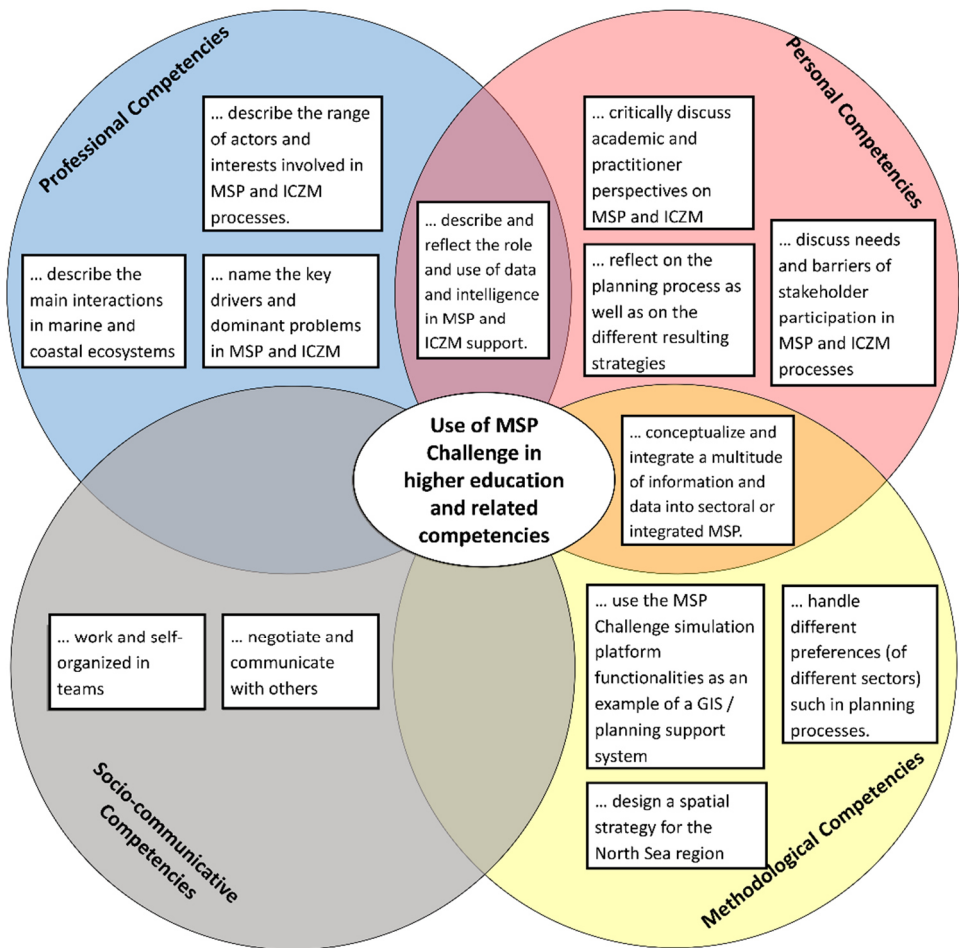 Professional Competencies
... describe the range
of actors and
interests involved in
MSP and ICZM
processes.
... describe the
main interactions
in marine and
coastal ecosystems
... name the key
drivers and
dominant problems
in MSP and ICZM
... describe and
reflect the role
and use of data
and intelligence
in MSP and
ICZM support.
Personal Competencies
... critically discuss
academic and
practitioner
perspectives on
MSP and ICZM
... reflect on the
planning process
as well as on the
different resulting
strategies
... discuss needs
and barriers of
stakeholder
participation in
MSP and ICZM
processes
Use of MSP
Challenge in
higher education
and related
competencies
... conceptualize and
integrate a multitude
of information and
data into sectoral or
integrated MSP.
... work and self-
organized in
teams
... negotiate and
communicate
with others
Socio-communicative
Competencies
... use the MSP
Challenge simulation
platform
functionalities as an
example of a GIS /
planning support
system
... handle
different
preferences (of
different sectors)
such in planning
processes.
... design a spatial
strategy for the
North Sea region
Methodological Competencies